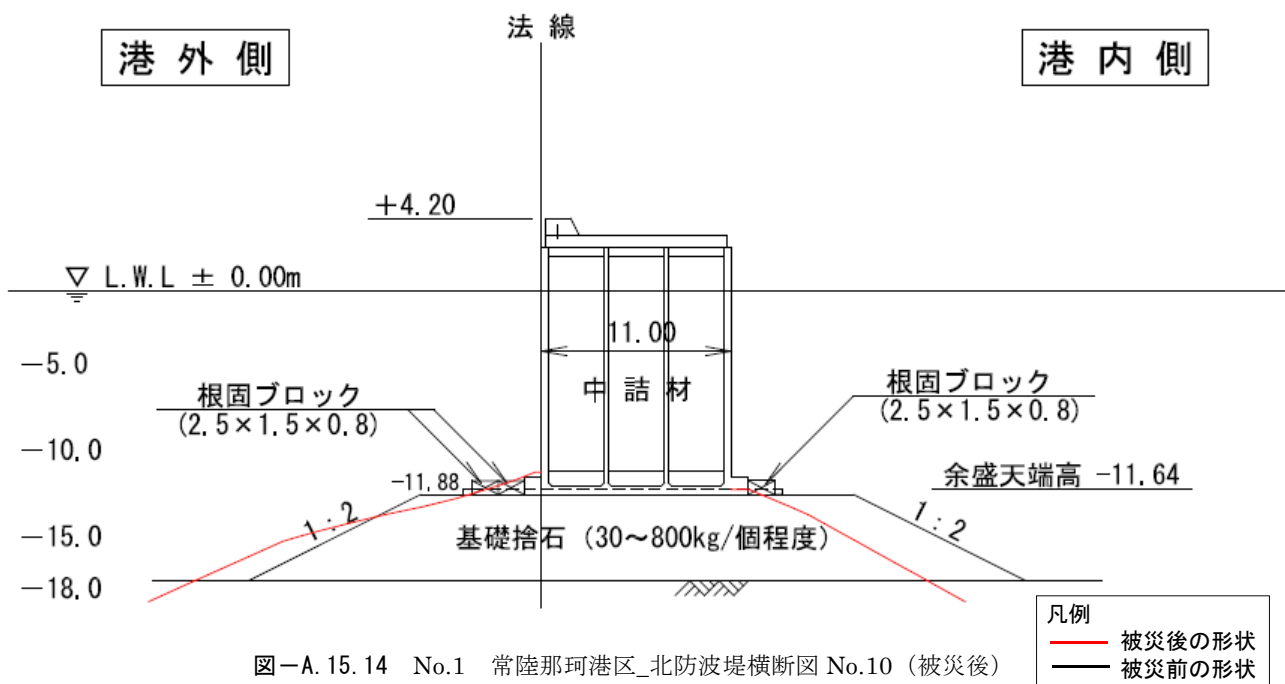 法線
港外側
港内側
+4.20
▽ L.W.L ± 0.00m
11.00
-5.0
中詰材
根固ブロック
(2.5×1.5×0.8)
根固ブロック
(2.5×1.5×0.8)
-10.0
-11.88
余盛天端高 -11.64
1:2
1:2
-15.0
基礎捨石(30~800kg/個程度)
-18.0
凡例
被災後の形状
被災前の形状
図-A.15.14 No.1 常陸那珂港区_北防波堤横断図 No.10(被災後)